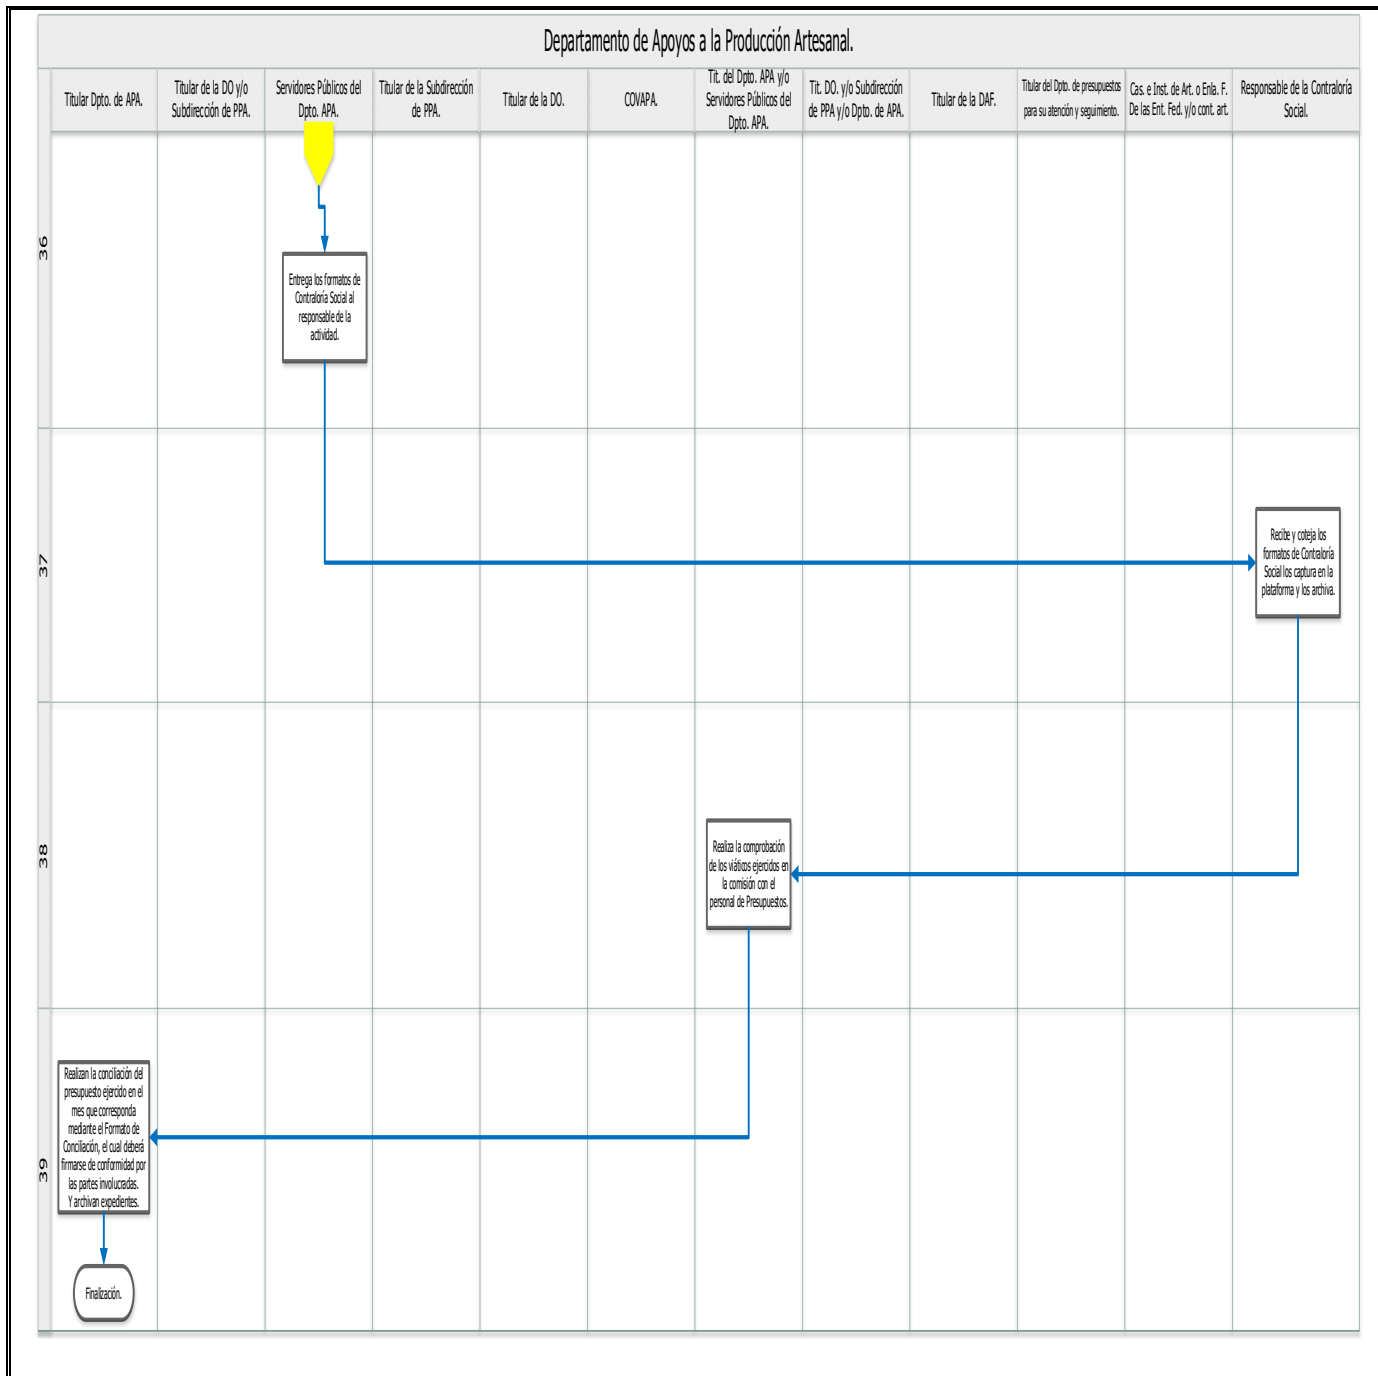 Departamento de Apoyos a la Producción Artesanal.
Titular Dpto. de APA.
Titular de la DO y/o
Subdirección de PPA.
Servidores Públicos del
Dpto. APA.
Titular de la Subdirección
de PPA.
Titular de la DO.
COVAPA.
Tit. del Dpto. APA y/o
Servidores Públicos del
Dpto. APA.
Tit. DO. y/o Subdirección
de PPA y/o Dpto. de APA.
Titular de la DAF.
Titular del Dpto. de presupuestos
para su atención y seguimiento.
Cas. e Inst. de Art. o Enla. F.
De las Ent. Fed. y/o cont. art.
Responsable de la Contraloría
Social.
36
Entrega los formatos de
Contraloría Social al
responsable de la
actividad.
37
Recibe y coteja los
formatos de Contraloría
Social los captura en la
plataforma y los archiva.
38
Realiza la comprobación
de los viáticos ejercidos en
la comisión con el
personal de Presupuestos.
39
Realizan la conciliación del
presupuesto ejercido en el
mes que corresponda
mediante el Formato de
Conciliación, el cual deberá
firmarse de conformidad por
las partes involucradas.
Y archivan expedientes.
Finalización.